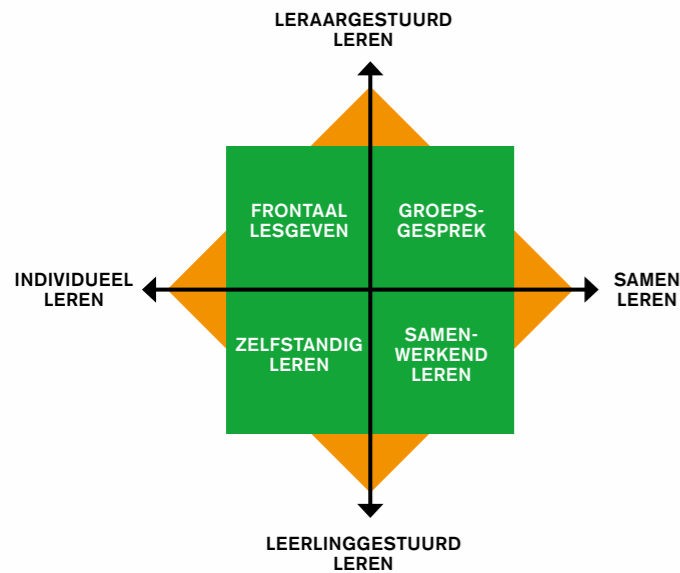 LERAARGESTUURD
LEREN
FRONTAAL
LESGEVEN
GROEPS-
GESPREK
INDIVIDUEEL
LEREN
SAMEN
LEREN
ZELFSTANDIG
LEREN
SAMEN-
WERKEND
LEREN
LEERLINGGESTUURD
LEREN